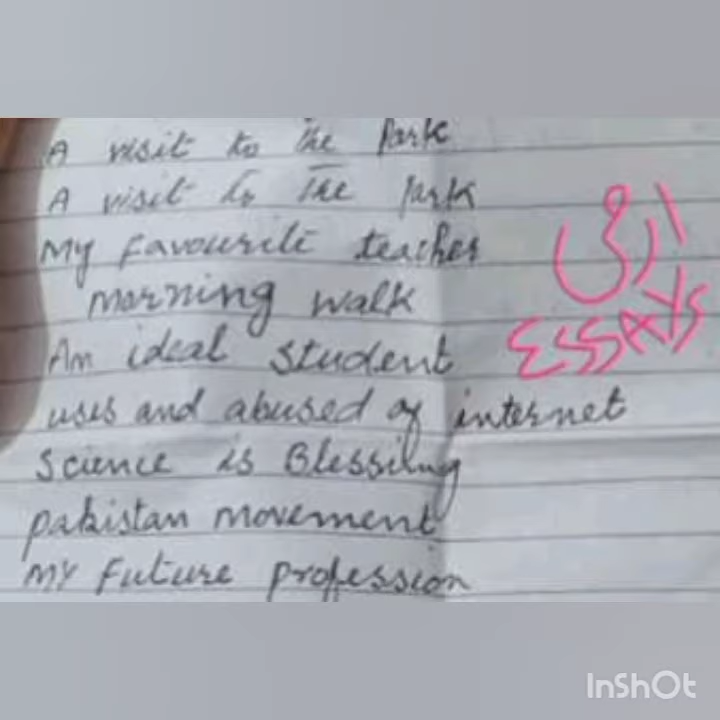 A visit to the Park
A visit to the Park
My favourite teacher
morning walk
An ideal student
uses and abused of internet
Science is Blessilng
pakistan movement
MY Future profession
ESSAYS
InShOt